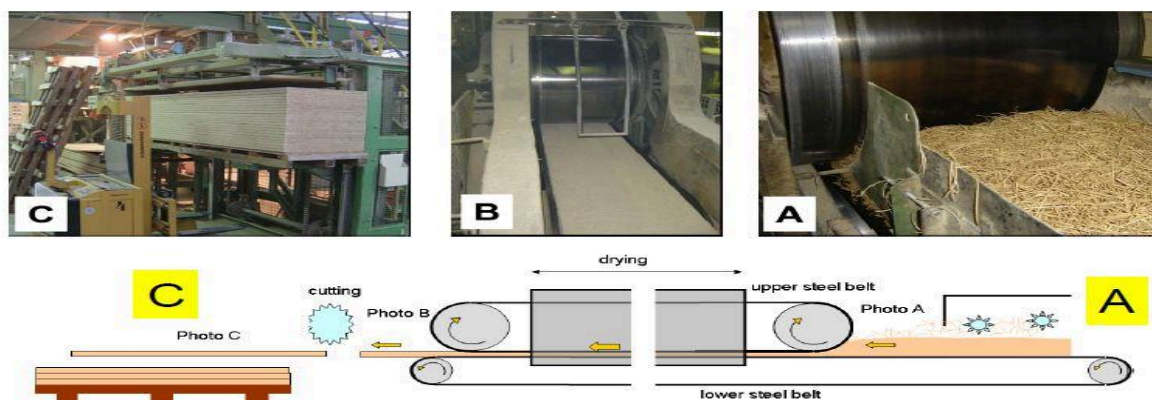 C
B
A
drying
C
cutting
upper steel belt
A
Photo B
Photo A
Photo C
lower steel belt